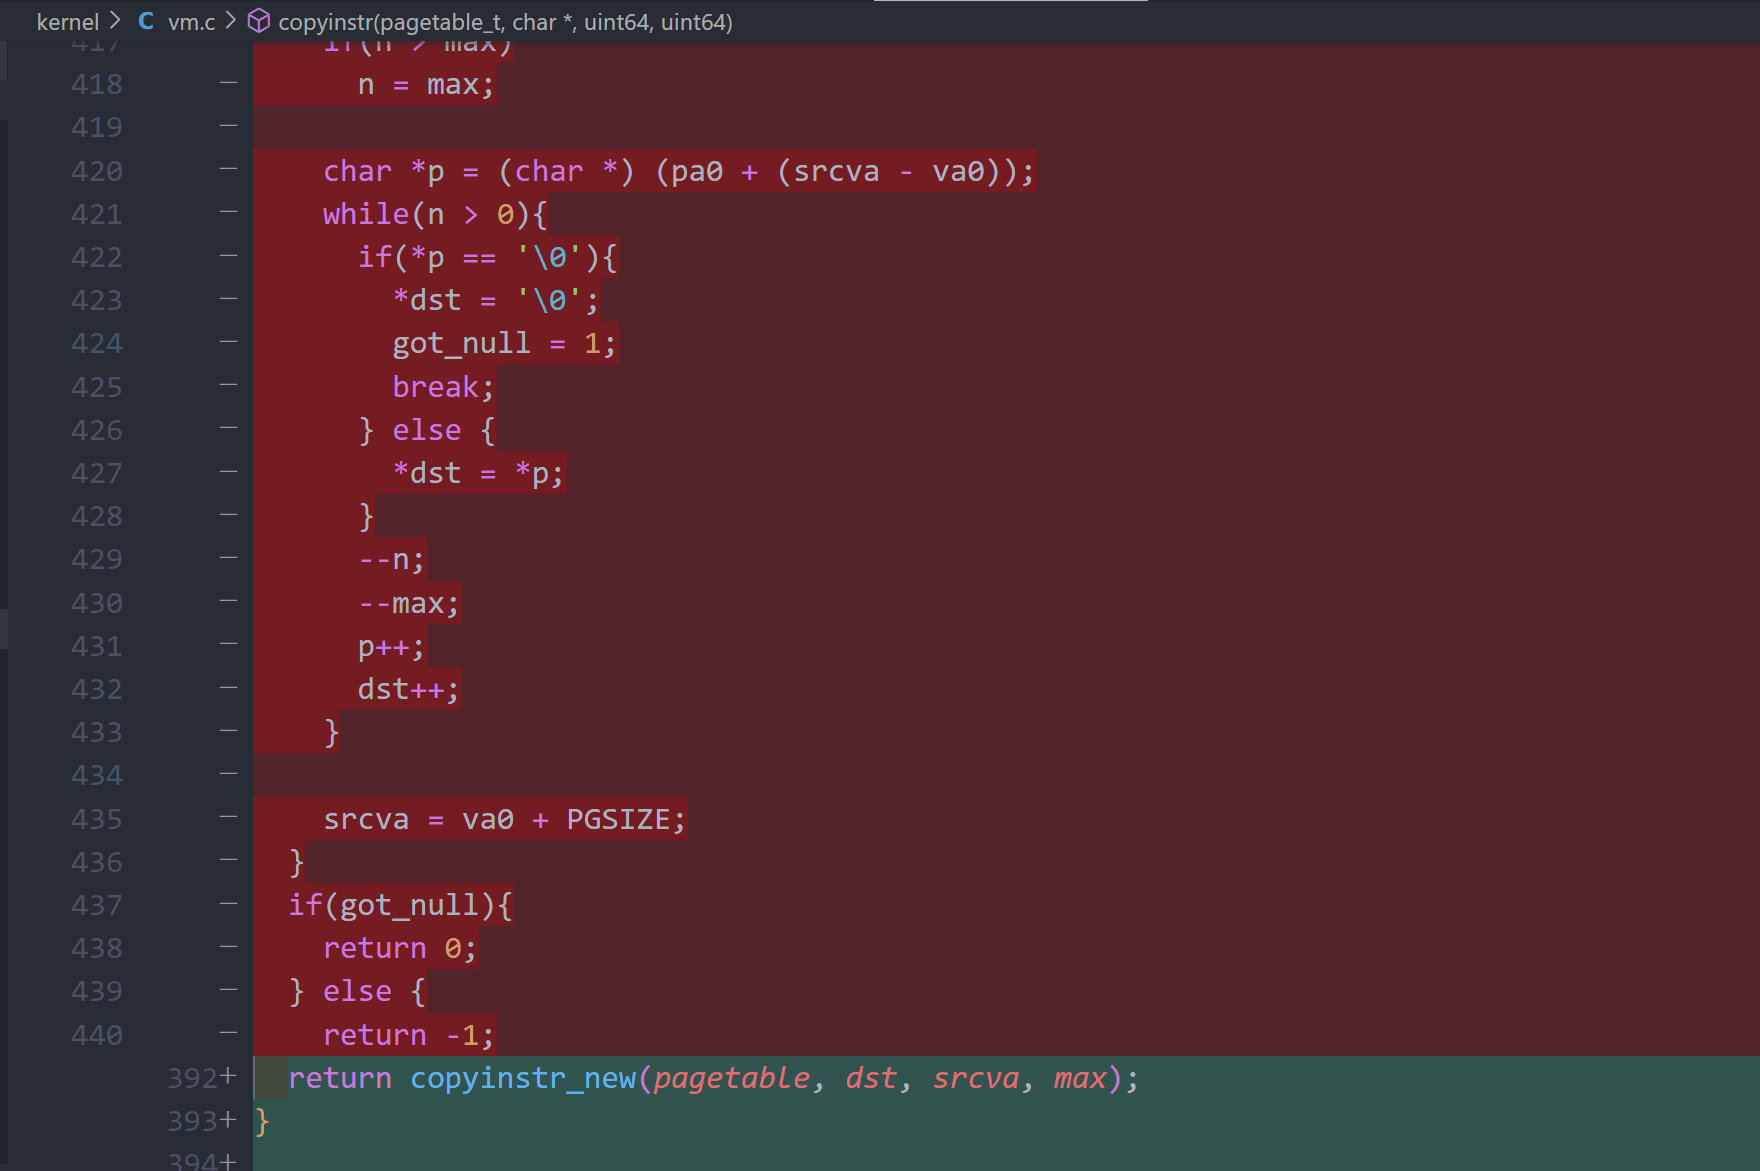 kernel > C vm.c > copyinstr(pagetable_t, char *, uint64, uint64)
417 if(n > max)
418 — n = max;
419 —
420 — char *p = (char *) (pa0 + (srcva - va0));
421 — while(n > 0){
422 — if(*p == '\0'){
423 — *dst = '\0';
424 — got_null = 1;
425 — break;
426 — } else {
427 — *dst = *p;
428 — }
429 — --n;
430 — --max;
431 — p++;
432 — dst++;
433 — }
434 —
435 — srcva = va0 + PGSIZE;
436 — }
437 — if(got_null){
438 — return 0;
439 — } else {
440 — return -1;
392+ return copyinstr_new(pagetable, dst, srcva, max);
393+ }
394+